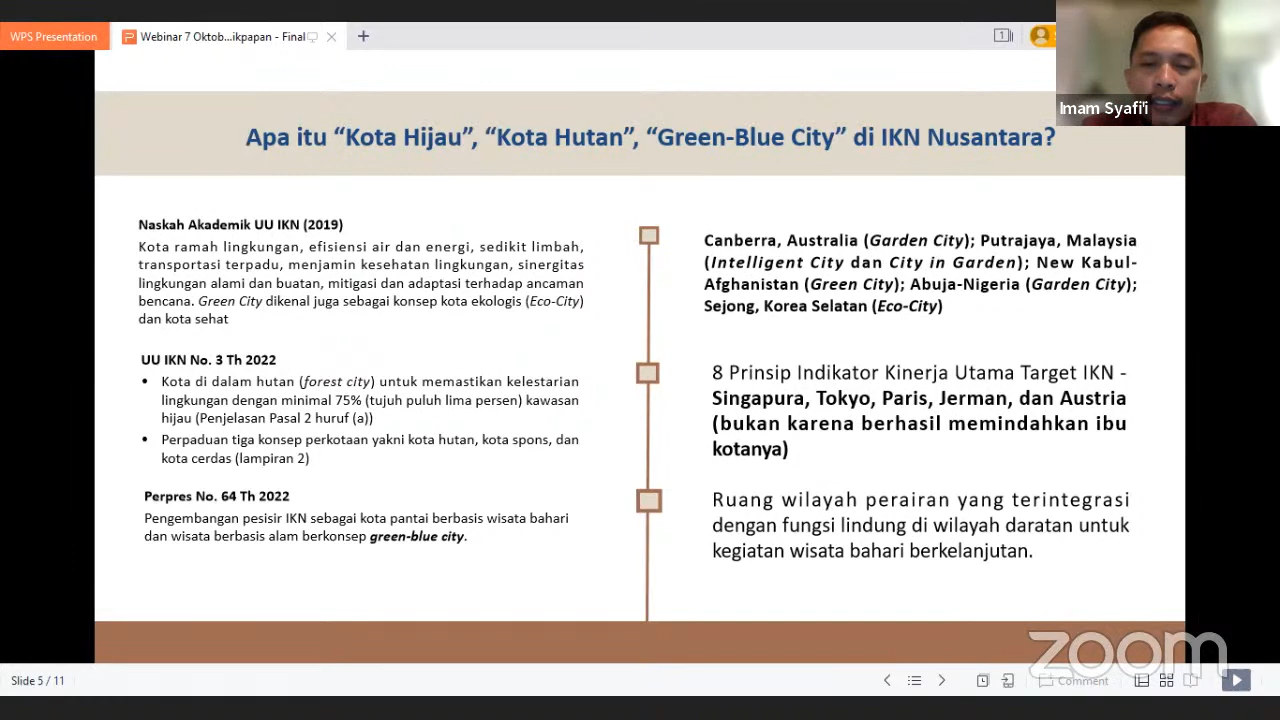 WPS Presentation
Webinar 7 Oktob...ikpapan - Final
Imam Syafi'i
Apa itu “Kota Hijau”, “Kota Hutan”, “Green-Blue City” di IKN Nusantara?
Naskah Akademik UU IKN (2019)
Kota ramah lingkungan, efisiensi air dan energi, sedikit limbah,
transportasi terpadu, menjamin kesehatan lingkungan, sinergitas
lingkungan alami dan buatan, mitigasi dan adaptasi terhadap ancaman
bencana. Green City dikenal juga sebagai konsep kota ekologis (Eco-City)
dan kota sehat
UU IKN No. 3 Th 2022
• Kota di dalam hutan (forest city) untuk memastikan kelestarian
lingkungan dengan minimal 75% (tujuh puluh lima persen) kawasan
hijau (Penjelasan Pasal 2 huruf (a))
• Perpaduan tiga konsep perkotaan yakni kota hutan, kota spons, dan
kota cerdas (lampiran 2)
Perpres No. 64 Th 2022
Pengembangan pesisir IKN sebagai kota pantai berbasis wisata bahari
dan wisata berbasis alam berkonsep green-blue city.
Canberra, Australia (Garden City); Putrajaya, Malaysia
(Intelligent City dan City in Garden); New Kabul-
Afghanistan (Green City); Abuja-Nigeria (Garden City);
Sejong, Korea Selatan (Eco-City)
8 Prinsip Indikator Kinerja Utama Target IKN -
Singapura, Tokyo, Paris, Jerman, dan Austria
(bukan karena berhasil memindahkan ibu
kotanya)
Ruang wilayah perairan yang terintegrasi
dengan fungsi lindung di wilayah daratan untuk
kegiatan wisata bahari berkelanjutan.
zoom
Slide 5 / 11
Comment